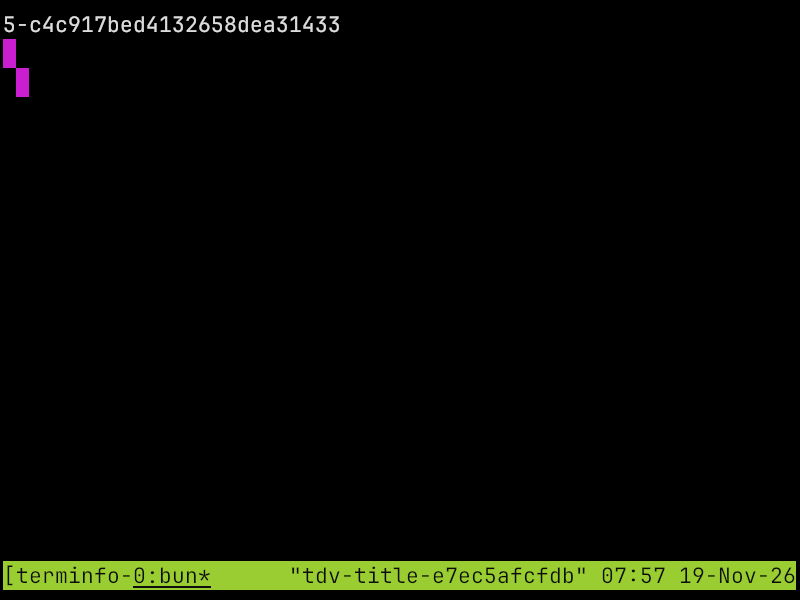 5-c4c917bed4132658dea31433
[terminfo-0:bun*      "tdv-title-e7ec5afcfdb" 07:57 19-Nov-26